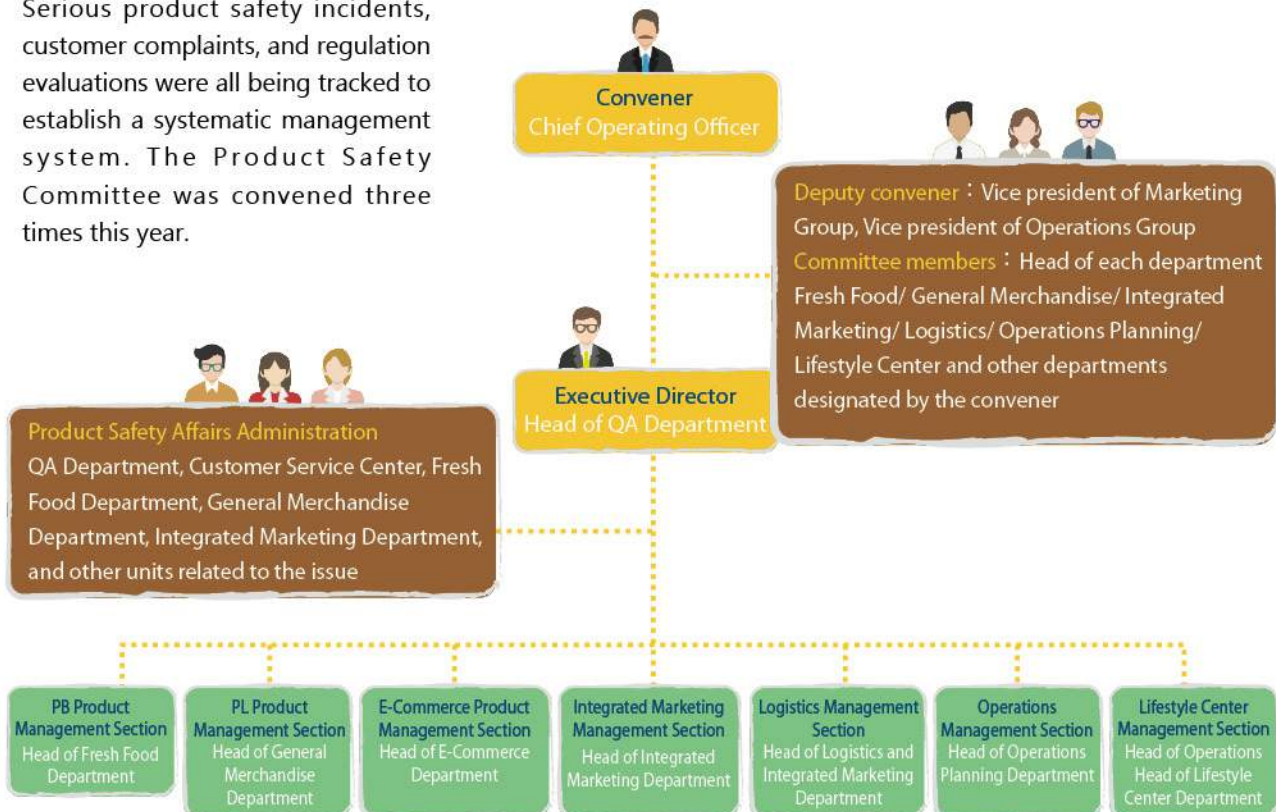 Serious product safety incidents,
customer complaints, and regulation
evaluations were all being tracked to
establish a systematic management
system. The Product Safety
Committee was convened three
times this year.
Convener
Chief Operating Officer
Deputy convener：Vice president of Marketing
Group, Vice president of Operations Group
Committee members：Head of each department
Fresh Food/ General Merchandise/ Integrated
Marketing/ Logistics/ Operations Planning/
Lifestyle Center and other departments
designated by the convener
Executive Director
Head of QA Department
Product Safety Affairs Administration
QA Department, Customer Service Center, Fresh
Food Department, General Merchandise
Department, Integrated Marketing Department,
and other units related to the issue
PB Product
Management Section
Head of Fresh Food
Department
PL Product
Management Section
Head of General
Merchandise
Department
E-Commerce Product
Management Section
Head of E-Commerce
Department
Integrated Marketing
Management Section
Head of Integrated
Marketing Department
Logistics Management
Section
Head of Logistics and
Integrated Marketing
Department
Operations
Management Section
Head of Operations
Planning Department
Lifestyle Center
Management Section
Head of Operations
Head of Lifestyle
Center Department